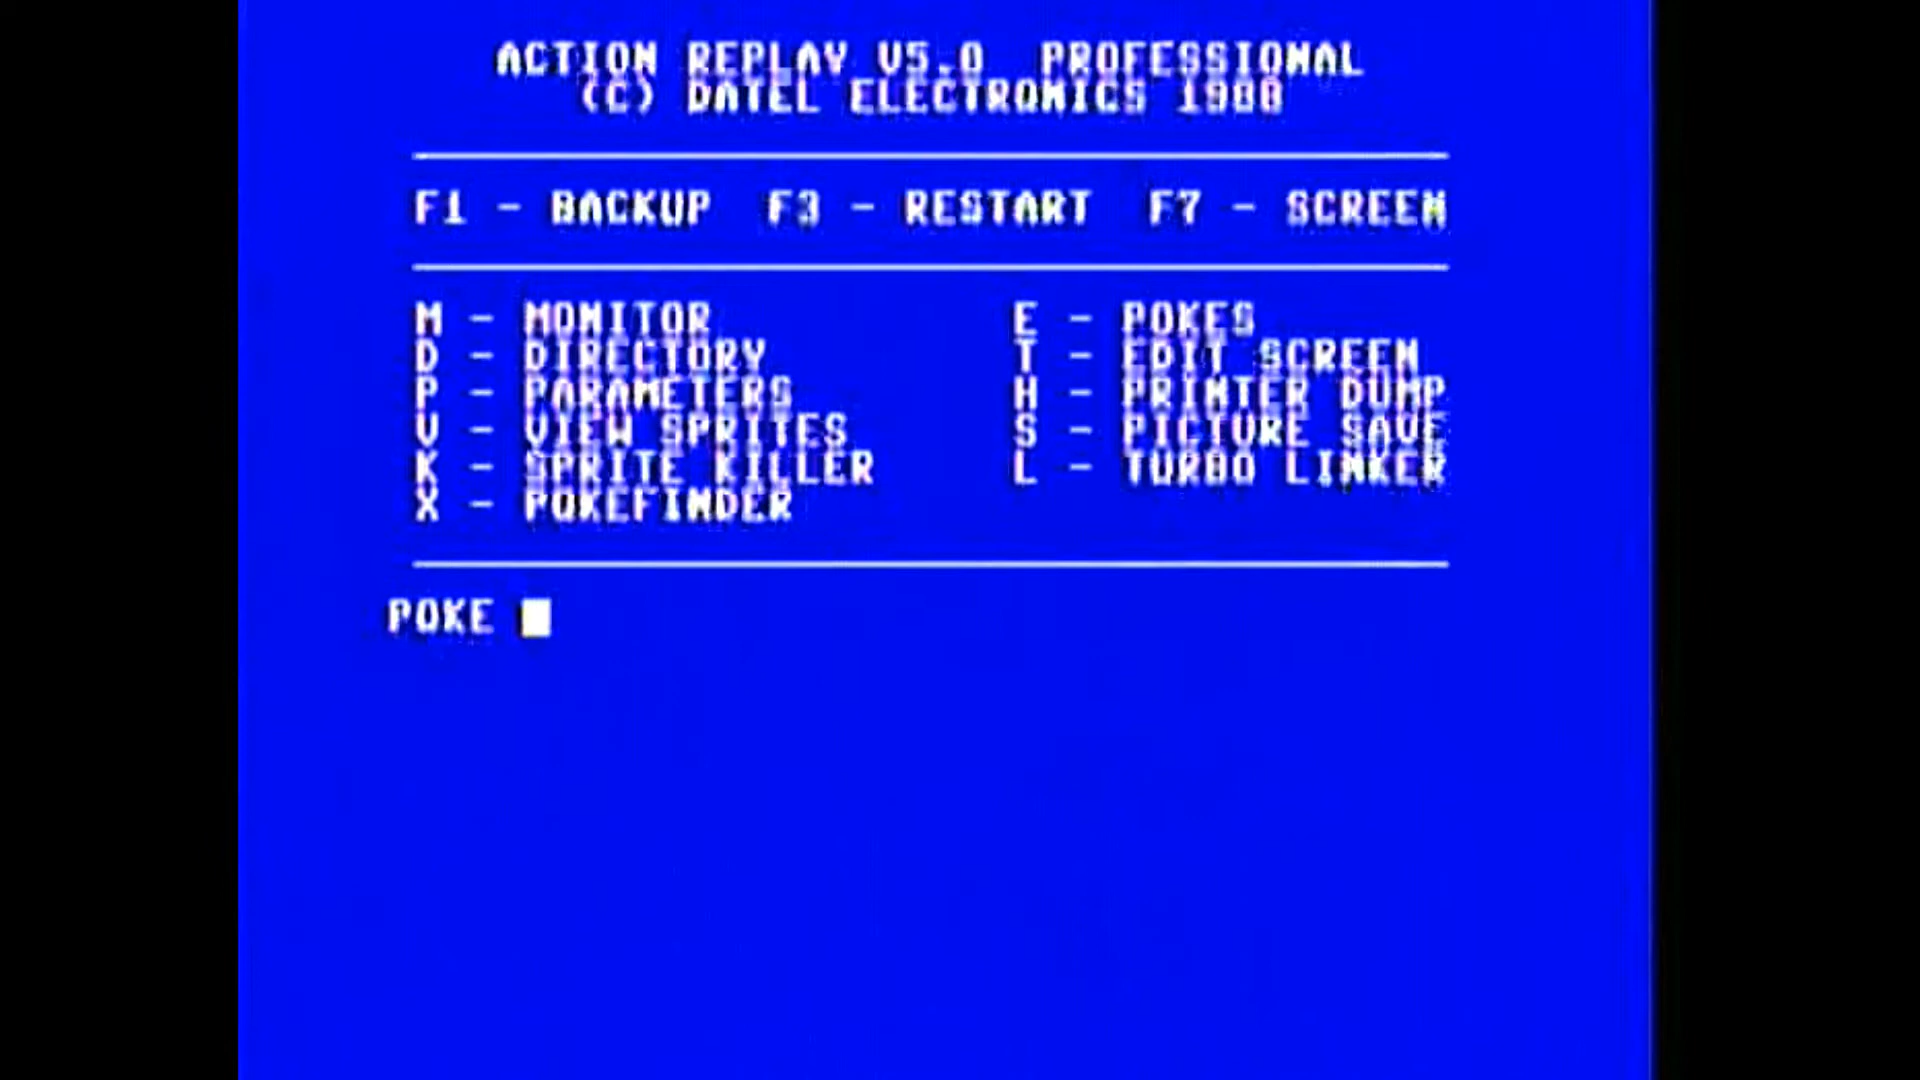 ACTION REPLAY V5.0 PROFESSIONAL
(C) DATEL ELECTRONICS 1988
F1 - BACKUP F3 - RESTART F7 - SCREEN
M - MONITOR E - POKES
D - DIRECTORY T - EDIT SCREEN
P - PARAMETERS H - PRINTER DUMP
V - VIEW SPRITES S - PICTURE SAVE
K - SPRITE KILLER L - TURBO LINKER
X - POKEFINDER
POKE